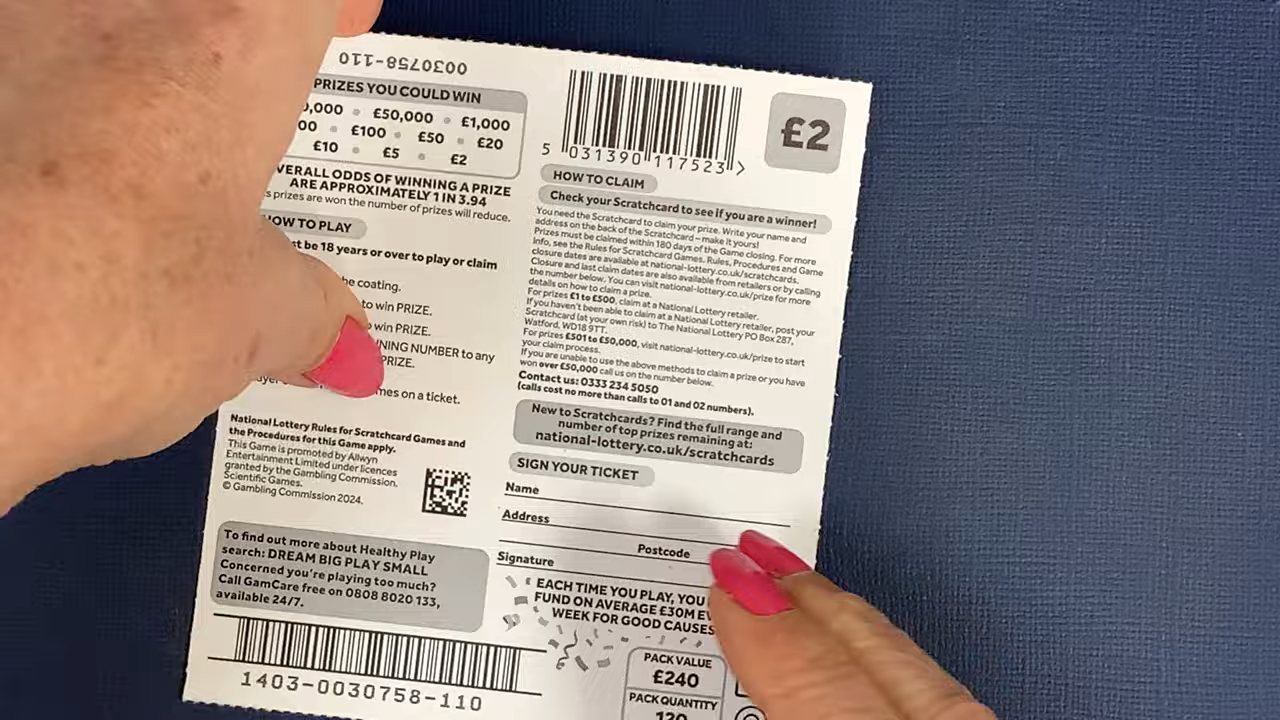 0030758-110
PRIZES YOU COULD WIN
,000 • £50,000 • £1,000
00 • £100 • £50 • £20
£10 • £5 • £2
VERALL ODDS OF WINNING A PRIZE
ARE APPROXIMATELY 1 IN 3.94
s prizes are won the number of prizes will reduce.
HOW TO PLAY
st be 18 years or over to play or claim
he coating.
to win PRIZE.
win PRIZE.
NING NUMBER to any
PRIZE.
mes on a ticket.
National Lottery Rules for Scratchcard Games and
the Procedures for this Game apply.
This Game is promoted by Allwyn
Entertainment Limited under licences
granted by the Gambling Commission.
Scientific Games.
© Gambling Commission 2024.
To find out more about Healthy Play
search: DREAM BIG PLAY SMALL
Concerned you're playing too much?
Call GamCare free on 0808 8020 133,
available 24/7.
1403-0030758-110
5 031390 117523 >
£2
HOW TO CLAIM
Check your Scratchcard to see if you are a winner!
You need the Scratchcard to claim your prize. Write your name and
address on the back of the Scratchcard – make it yours!
Prizes must be claimed within 180 days of the Game closing. For more
info, see the Rules for Scratchcard Games. Rules, Procedures and Game
closure dates are available at national-lottery.co.uk/scratchcards.
Closure and last claim dates are also available from retailers or by calling
the number below. You can visit national-lottery.co.uk/prize for more
details on how to claim a prize.
For prizes £1 to £500, claim at a National Lottery retailer.
If you haven't been able to claim at a National Lottery retailer, post your
Scratchcard (at your own risk) to The National Lottery PO Box 287,
Watford, WD18 9TT.
For prizes £501 to £50,000, visit national-lottery.co.uk/prize to start
your claim process.
If you are unable to use the above methods to claim a prize or you have
won over £50,000 call us on the number below.
Contact us: 0333 234 5050
(calls cost no more than calls to 01 and 02 numbers).
New to Scratchcards? Find the full range and
number of top prizes remaining at:
national-lottery.co.uk/scratchcards
SIGN YOUR TICKET
Name
Address
Postcode
Signature
EACH TIME YOU PLAY, YOU
FUND ON AVERAGE £30M EV
WEEK FOR GOOD CAUSES
PACK VALUE
£240
PACK QUANTITY
120